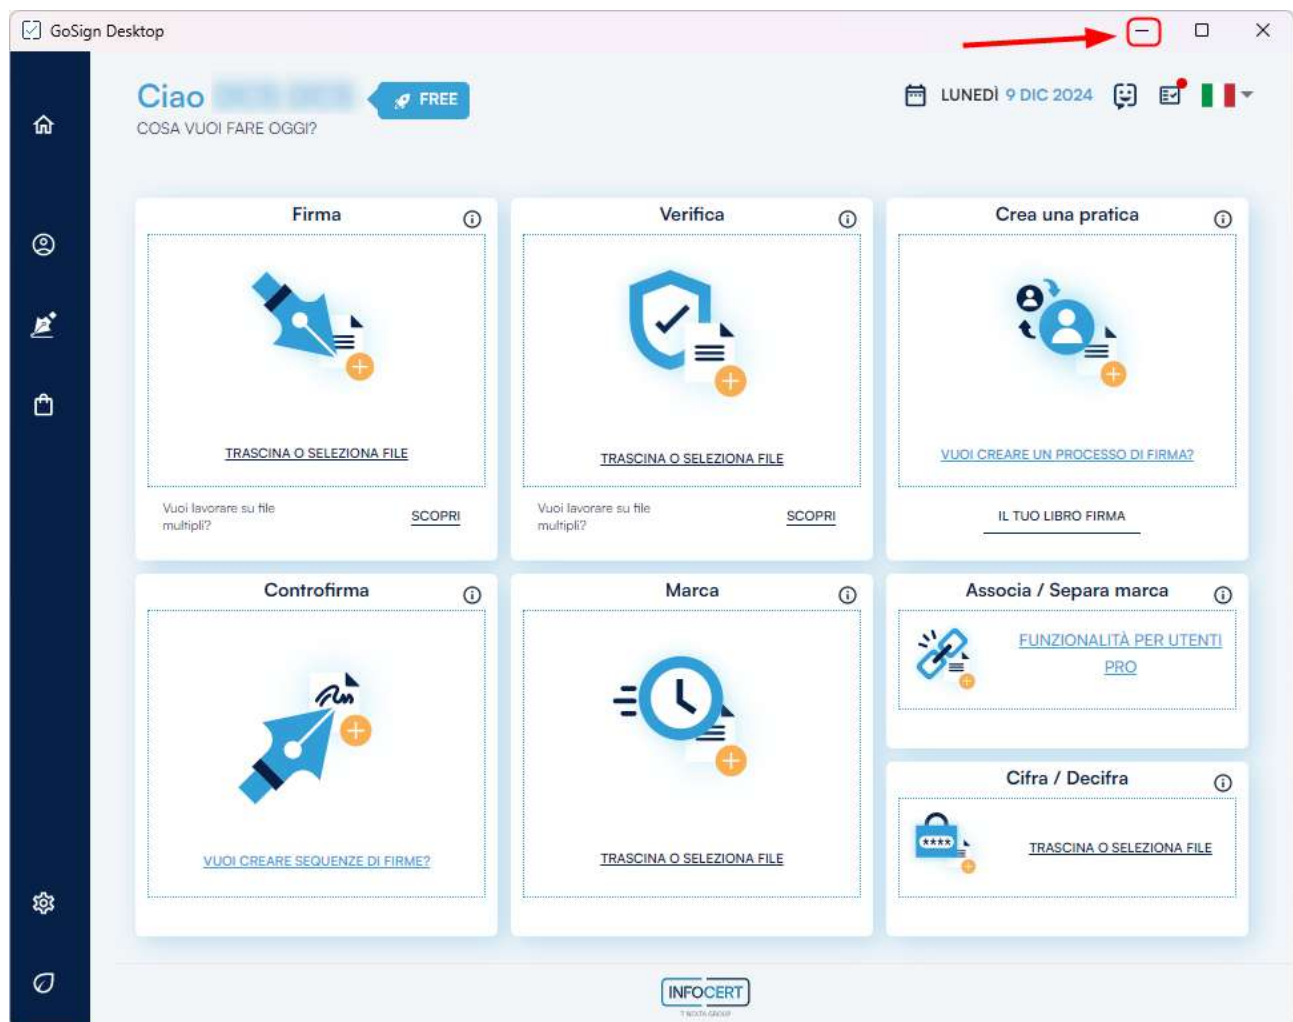 GoSign Desktop
Ciao
FREE
LUNEDÌ 9 DIC 2024
COSA VUOI FARE OGGI?
Firma
Verifica
Crea una pratica
TRASCINA O SELEZIONA FILE
TRASCINA O SELEZIONA FILE
VUOI CREARE UN PROCESSO DI FIRMA?
Vuoi lavorare su file
multipli?
SCOPRI
Vuoi lavorare su file
multipli?
SCOPRI
IL TUO LIBRO FIRMA
Controfirma
Marca
Associa / Separa marca
FUNZIONALITÀ PER UTENTI
PRO
Cifra / Decifra
****
TRASCINA O SELEZIONA FILE
VUOI CREARE SEQUENZE DI FIRME?
TRASCINA O SELEZIONA FILE
INFOCERT